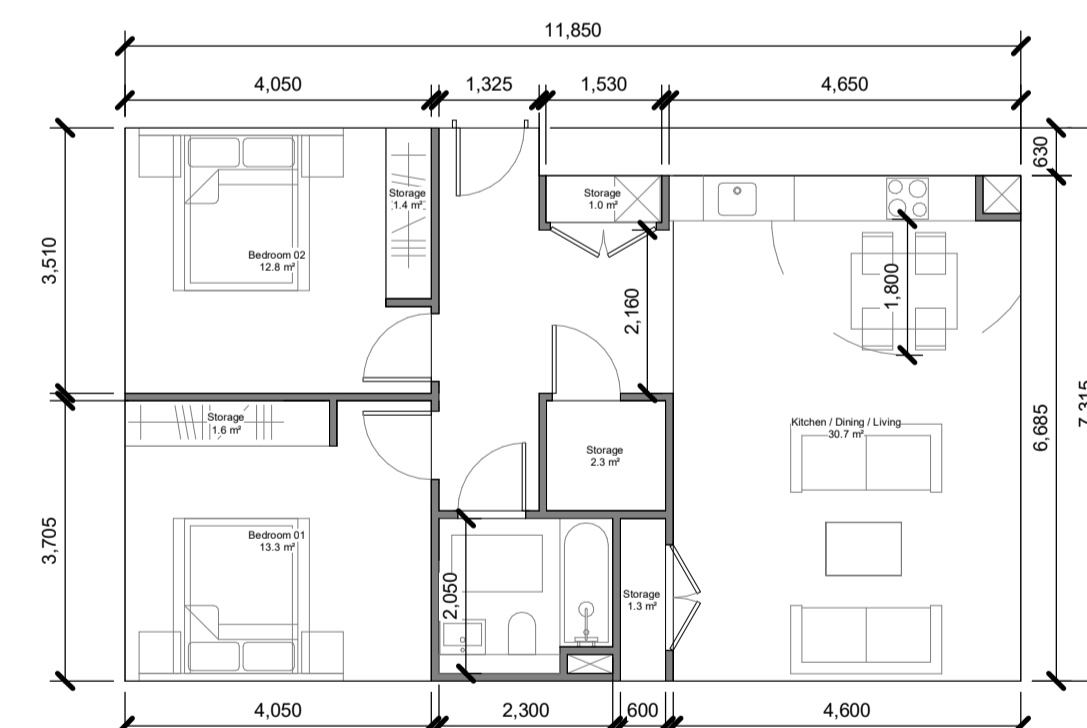 11,850
4,050
1,325
1,530
4,650
630
Storage
1.4 m²
Storage
1.0 m²
Bedroom 02
12.8 m²
3,510
1,800
2,160
Storage
1.6 m²
Kitchen / Dining / Living
30.7 m²
6,685
7,315
Storage
2.3 m²
Bedroom 01
13.3 m²
3,705
2,050
Storage
1.3 m²
4,050
2,300
600
4,600